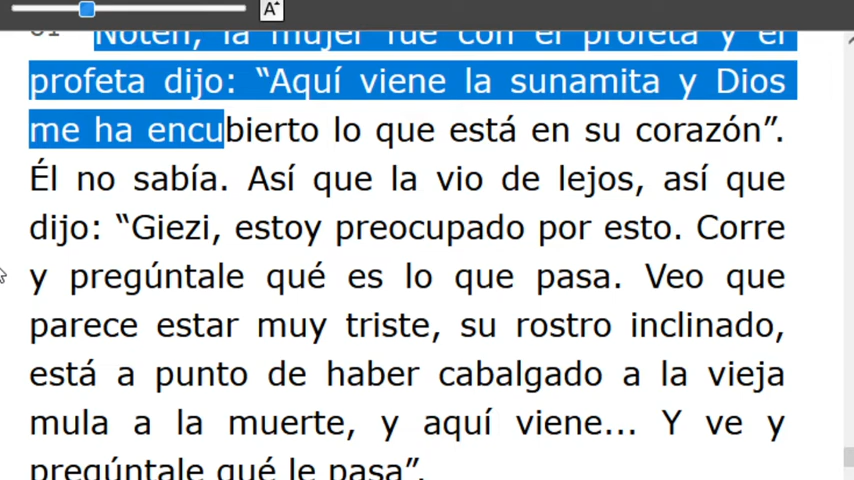 A
61 Noten, la mujer fue con el profeta y el
profeta dijo: “Aquí viene la sunamita y Dios
me ha encubierto lo que está en su corazón”.
Él no sabía. Así que la vio de lejos, así que
dijo: “Giezi, estoy preocupado por esto. Corre
y pregúntale qué es lo que pasa. Veo que
parece estar muy triste, su rostro inclinado,
está a punto de haber cabalgado a la vieja
mula a la muerte, y aquí viene... Y ve y
pregúntale qué le pasa”.